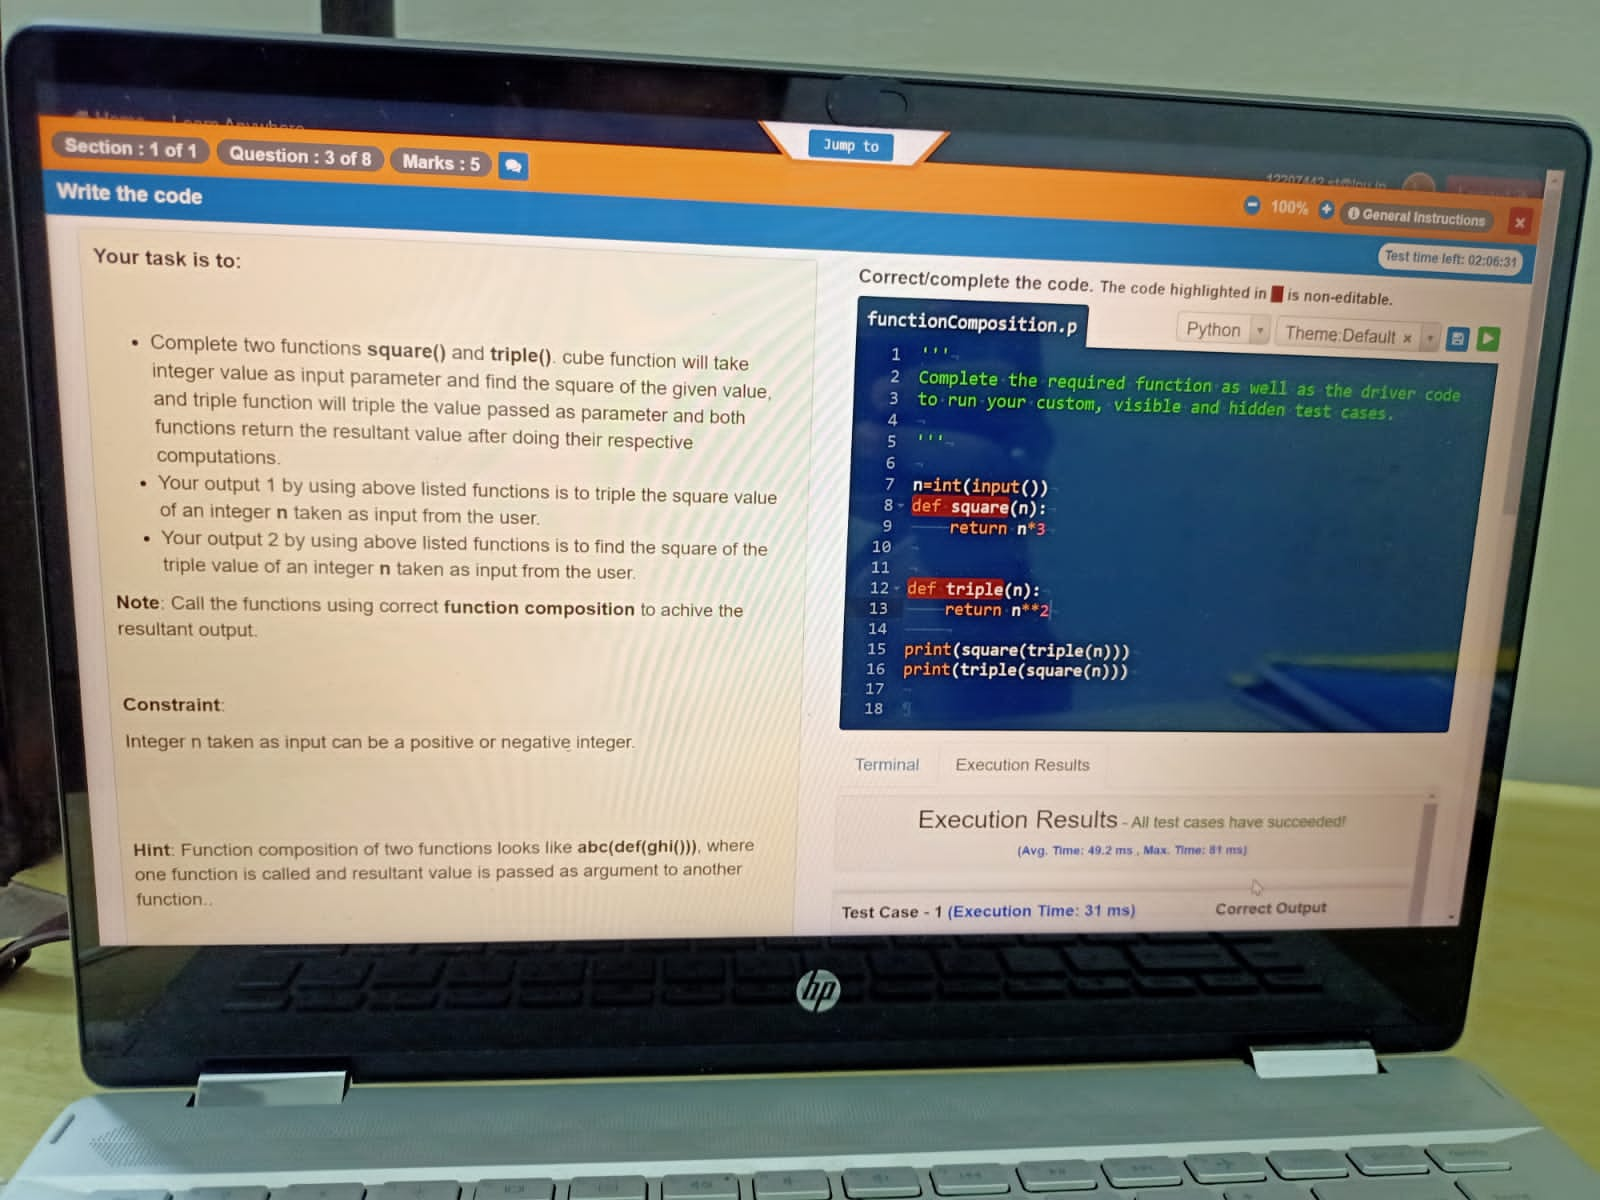 Home Learn Anywhere
Section : 1 of 1 Question : 3 of 8 Marks : 5
Jump to
Write the code
100% General Instructions ×
Test time left: 02:06:31
Your task is to:
• Complete two functions square() and triple(). cube function will take
integer value as input parameter and find the square of the given value,
and triple function will triple the value passed as parameter and both
functions return the resultant value after doing their respective
computations.
• Your output 1 by using above listed functions is to triple the square value
of an integer n taken as input from the user.
• Your output 2 by using above listed functions is to find the square of the
triple value of an integer n taken as input from the user.
Note: Call the functions using correct function composition to achive the
resultant output.
Constraint:
Integer n taken as input can be a positive or negative integer.
Hint: Function composition of two functions looks like abc(def(ghi())), where
one function is called and resultant value is passed as argument to another
function..
Correct/complete the code. The code highlighted in is non-editable.
functionComposition.p
Python Theme:Default ×
1 '''
2 Complete the required function as well as the driver code
3 to run your custom, visible and hidden test cases.
4
5 '''
6
7 n=int(input())
8 def square(n):
9 return n*3
10
11
12 def triple(n):
13 return n**2
14
15 print(square(triple(n)))
16 print(triple(square(n)))
17
18
Terminal Execution Results
Execution Results - All test cases have succeeded!
(Avg. Time: 49.2 ms , Max. Time: 81 ms)
Test Case - 1 (Execution Time: 31 ms) Correct Output
hp